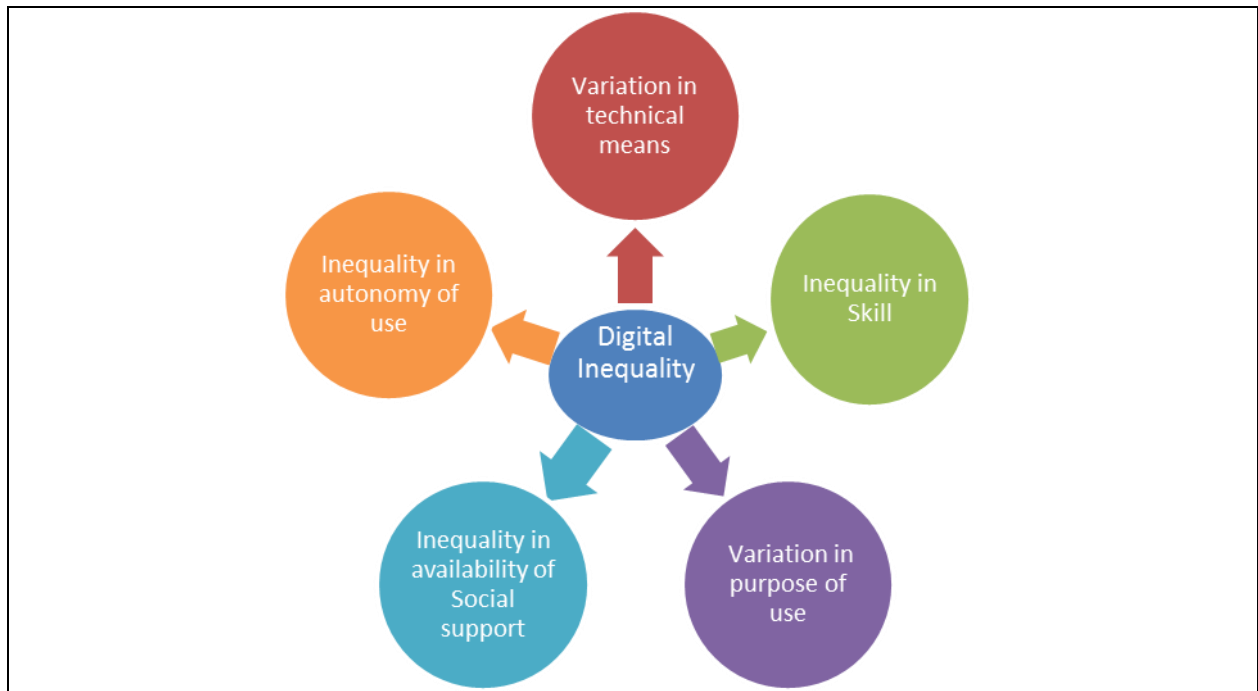 Variation in
technical
means
Inequality in
autonomy of
use
Inequality in
Skill
Digital
Inequality
Inequality in
availability of
Social
support
Variation in
purpose of
use